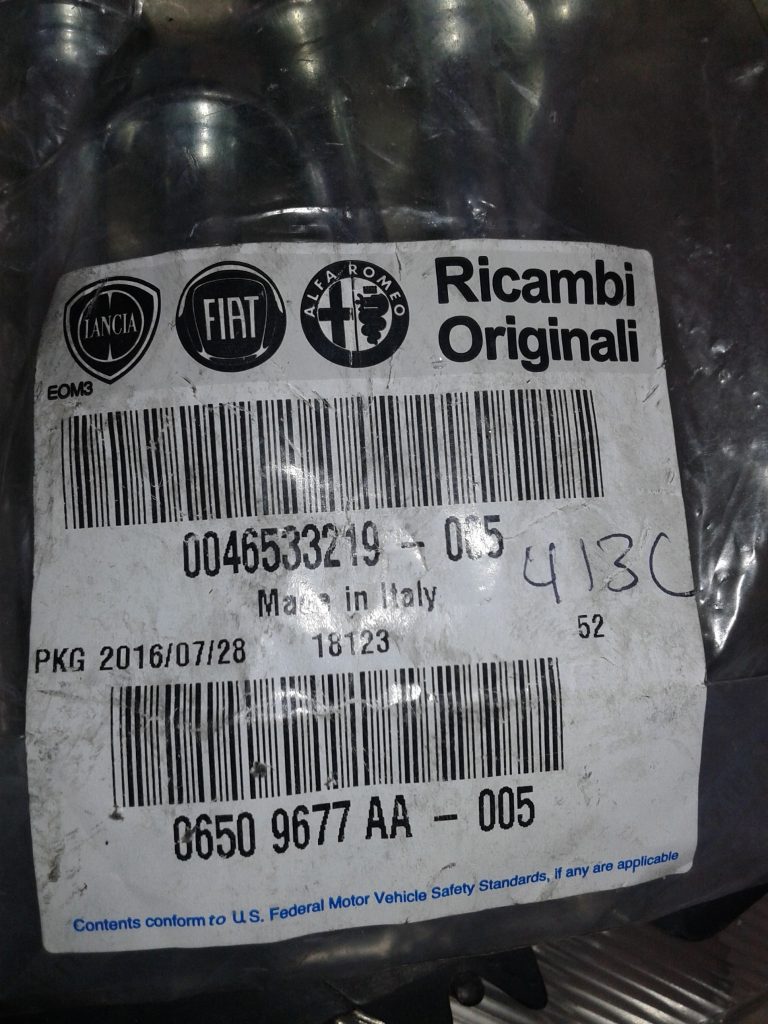 LANCIA FIAT ALFA ROMEO Ricambi
Originali
EOM3
0046533219 - 005
413C
Made in Italy
PKG 2016/07/28 18123 52
0650 9677 AA - 005
Contents conform to U.S. Federal Motor Vehicle Safety Standards, if any are applicable